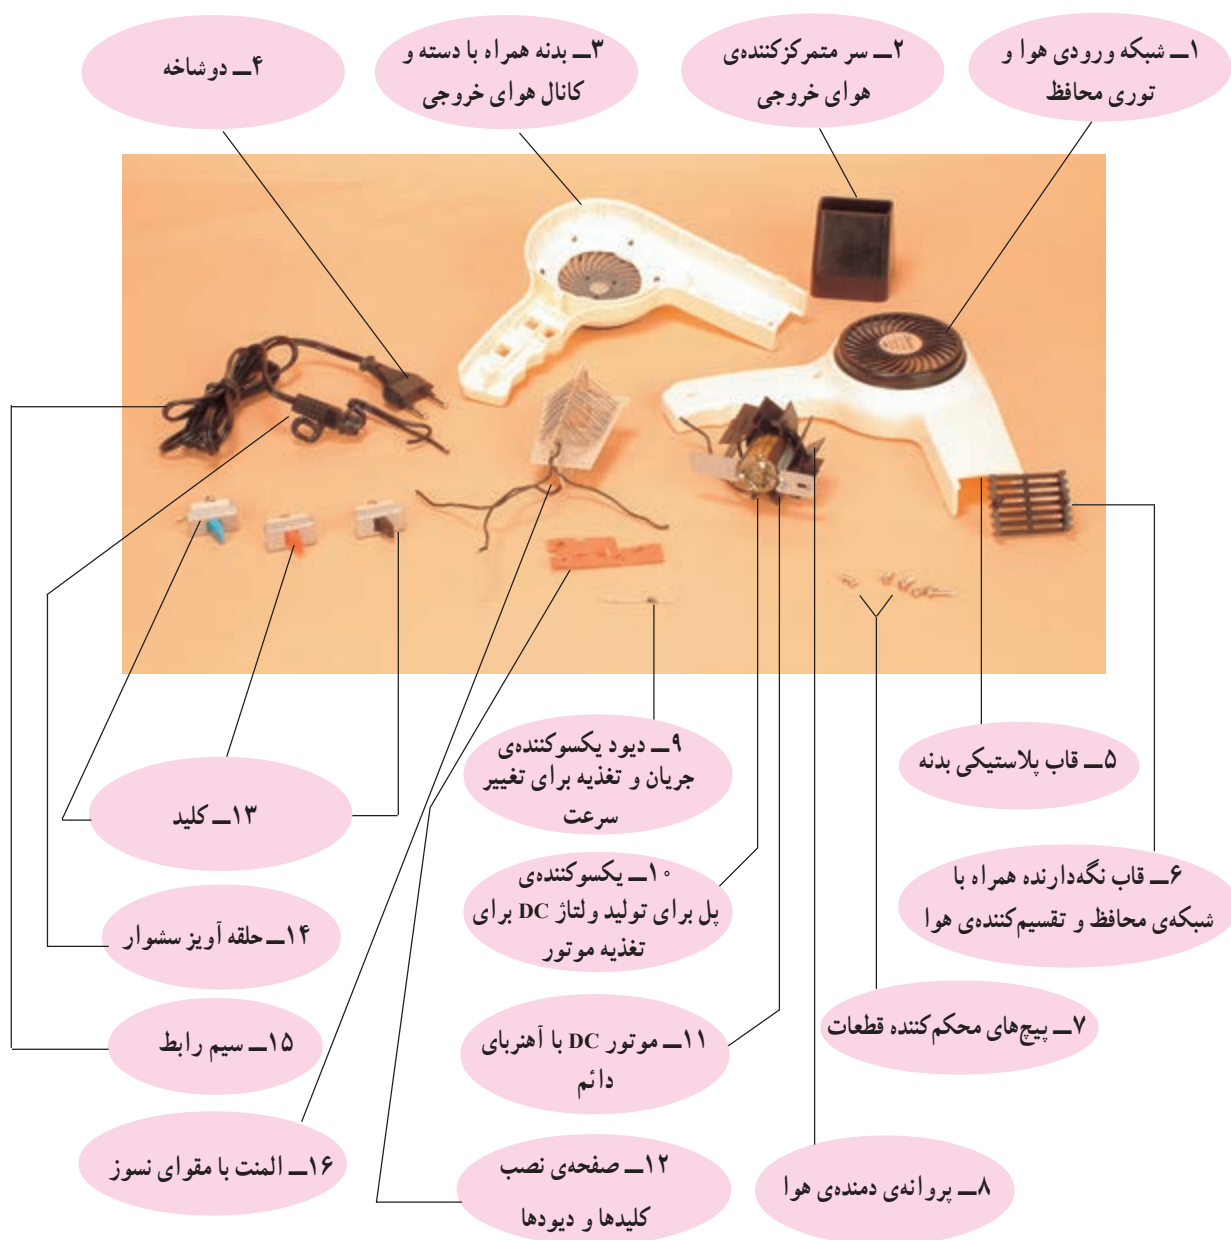 ۱ــ شبکه ورودی هوا و
توری محافظ
۲ــ سر متمرکزکننده‌ی
هوای خروجی
۳ــ بدنه همراه با دسته و
کانال هوای خروجی
۴ــ دوشاخه
۵ــ قاب پلاستیکی بدنه
۶ــ قاب نگه‌دارنده همراه با
شبکه‌ی محافظ و تقسیم‌کننده‌ی هوا
۷ــ پیچ‌های محکم‌کننده قطعات
۸ــ پروانه‌ی دمنده‌ی هوا
۹ــ دیود یکسوکننده‌ی
جریان و تغذیه برای تغییر
سرعت
۱۰ــ یکسوکننده‌ی
پل برای تولید ولتاژ DC برای
تغذیه موتور
۱۱ــ موتور DC با آهنربای
دائم
۱۲ــ صفحه‌ی نصب
کلیدها و دیودها
۱۳ــ کلید
۱۴ــ حلقه آویز سشوار
۱۵ــ سیم رابط
۱۶ــ المنت با مقوای نسوز